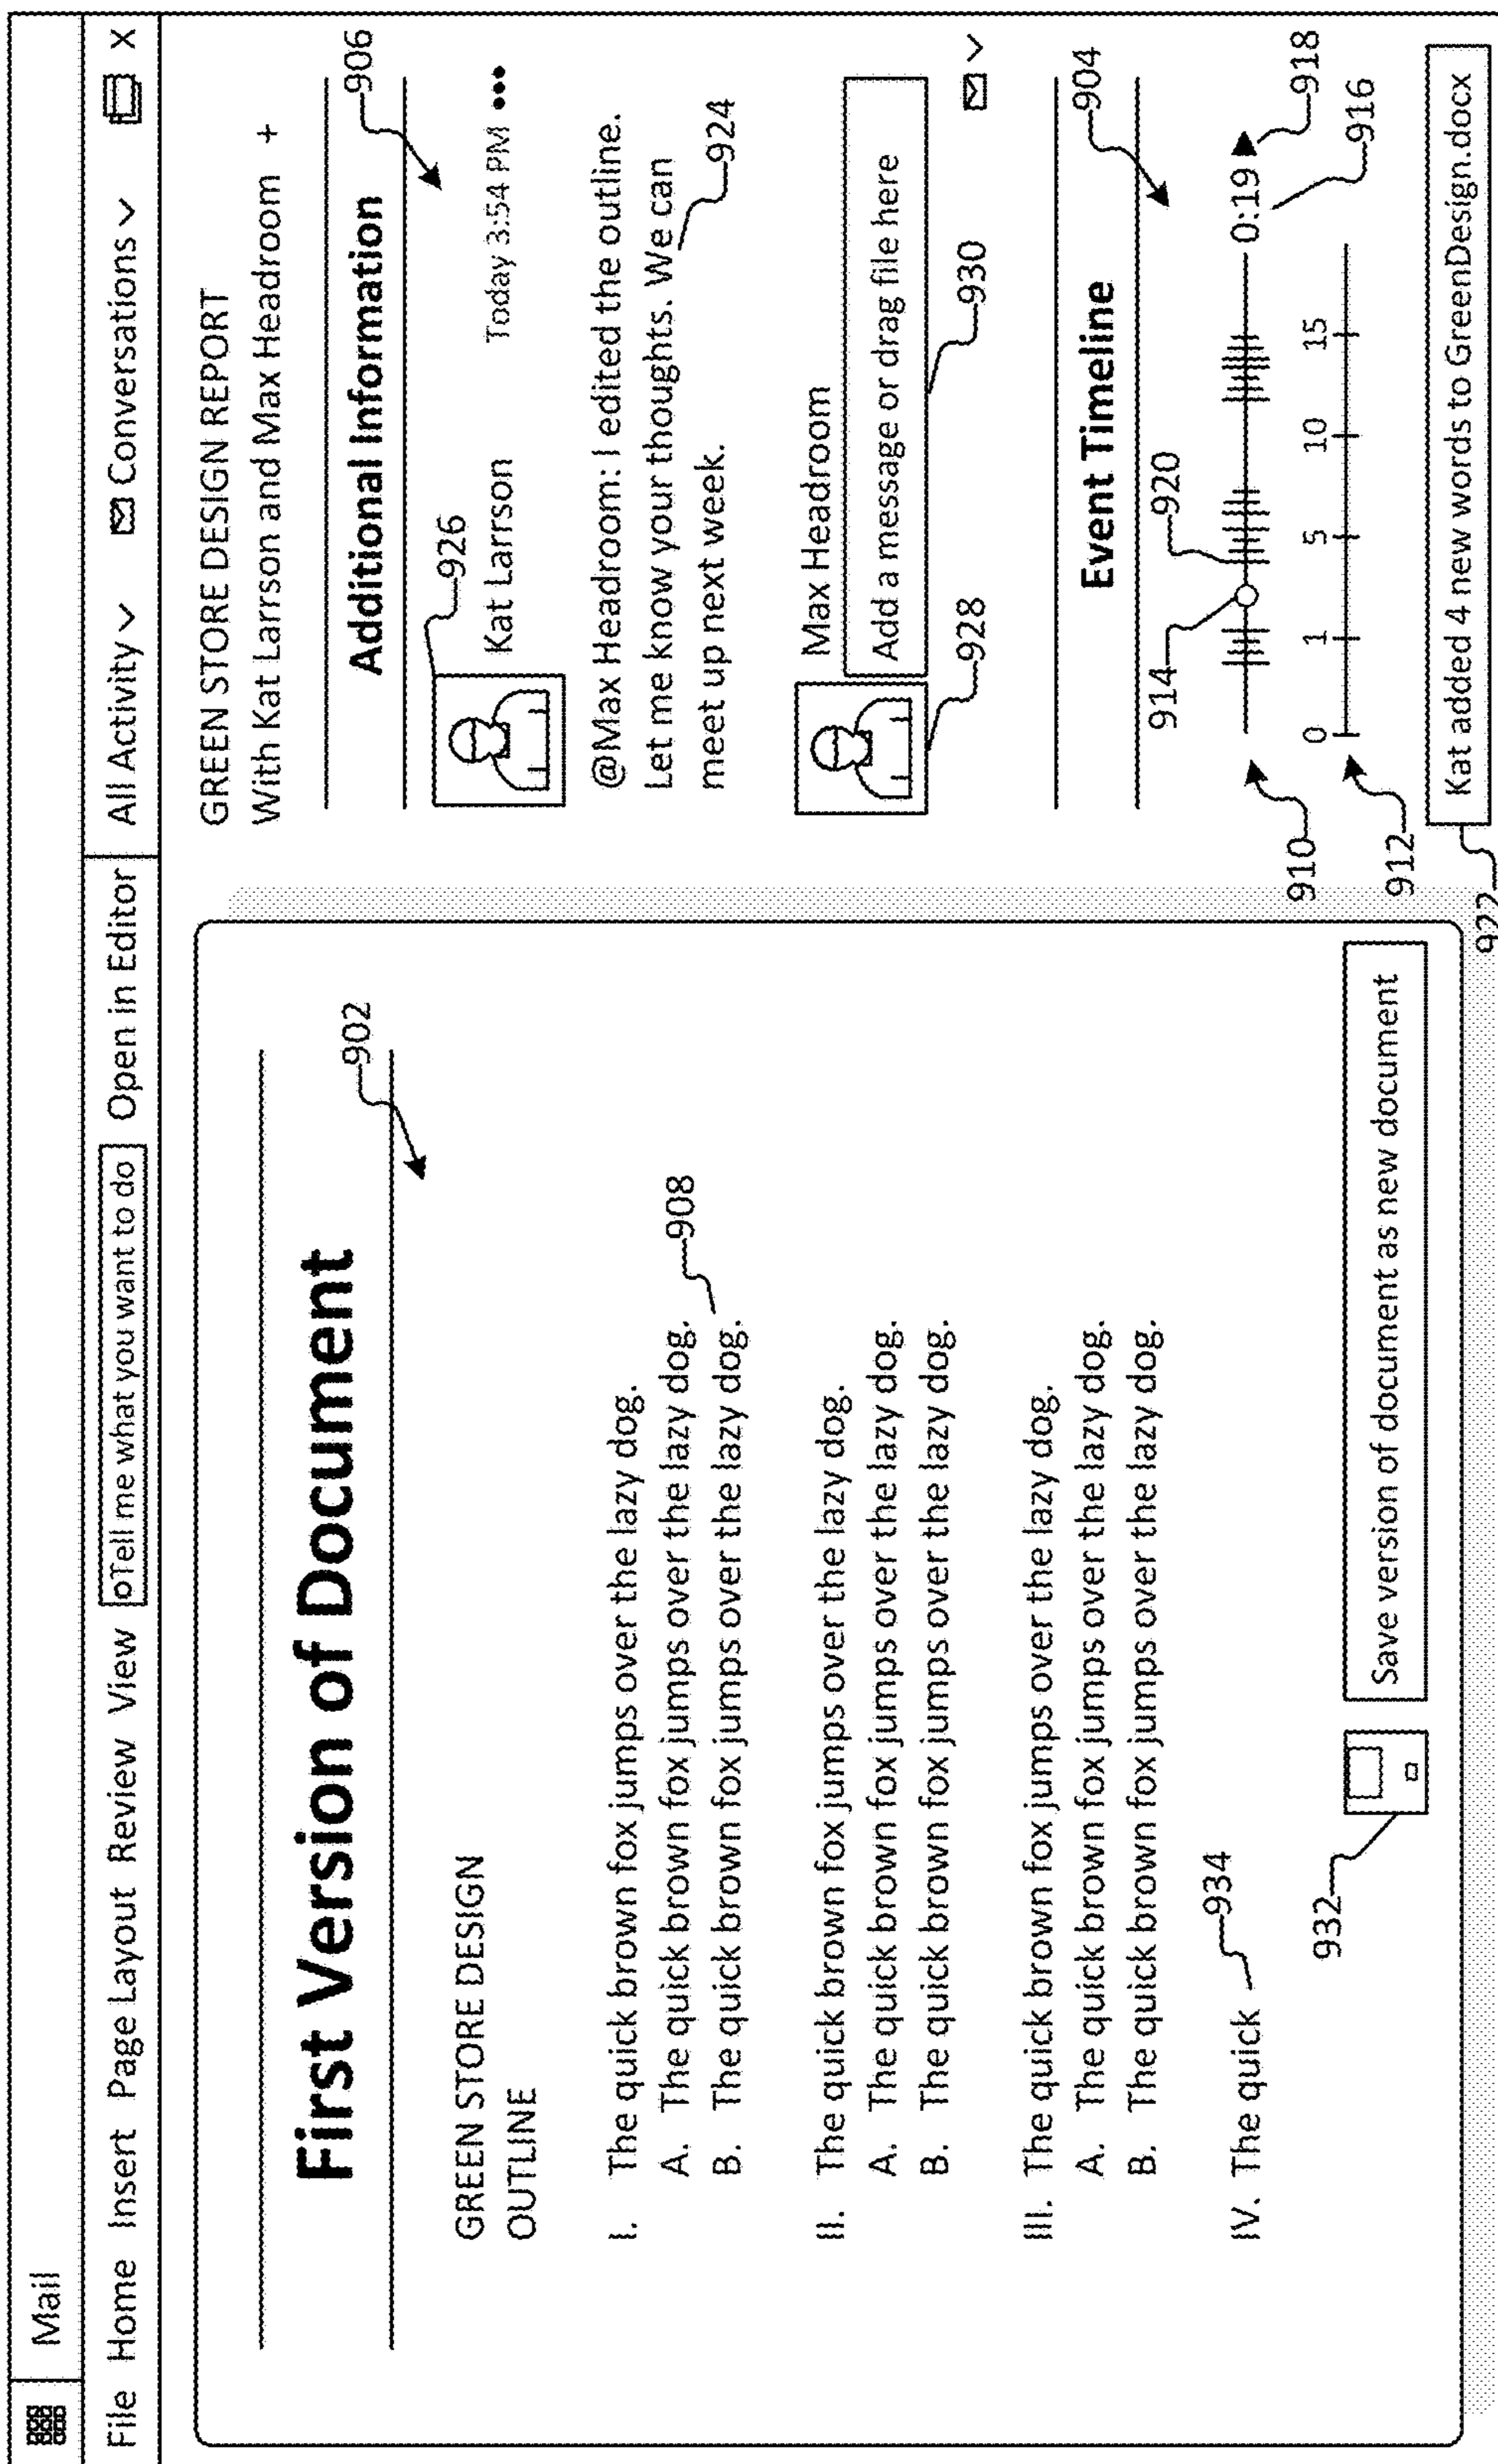 Mail
File Home Insert Page Layout Review View Tell me what you want to do Open in Editor All Activity Conversations X
First Version of Document
902
GREEN STORE DESIGN
OUTLINE
I. The quick brown fox jumps over the lazy dog.
A. The quick brown fox jumps over the lazy dog.
B. The quick brown fox jumps over the lazy dog.
908
II. The quick brown fox jumps over the lazy dog.
A. The quick brown fox jumps over the lazy dog.
B. The quick brown fox jumps over the lazy dog.
III. The quick brown fox jumps over the lazy dog.
A. The quick brown fox jumps over the lazy dog.
B. The quick brown fox jumps over the lazy dog.
IV. The quick
934
932
Save version of document as new document
GREEN STORE DESIGN REPORT
With Kat Larrson and Max Headroom +
Additional Information
906
926
Kat Larrson Today 3:54 PM •••
@Max Headroom: I edited the outline.
Let me know your thoughts. We can
meet up next week.
924
Max Headroom
Add a message or drag file here
928
930
Event Timeline
904
914
920
910
0:19
918
916
0 1 5 10 15
912
Kat added 4 new words to GreenDesign.docx
922